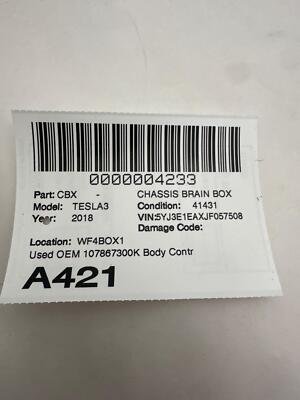 0000004233
Part: CBX - CHASSIS BRAIN BOX
Model: TESLA3 Condition: 41431
Year: 2018 VIN:5YJ3E1EAXJF057508
Damage Code:
Location: WF4BOX1
Used OEM 107867300K Body Contr
A421